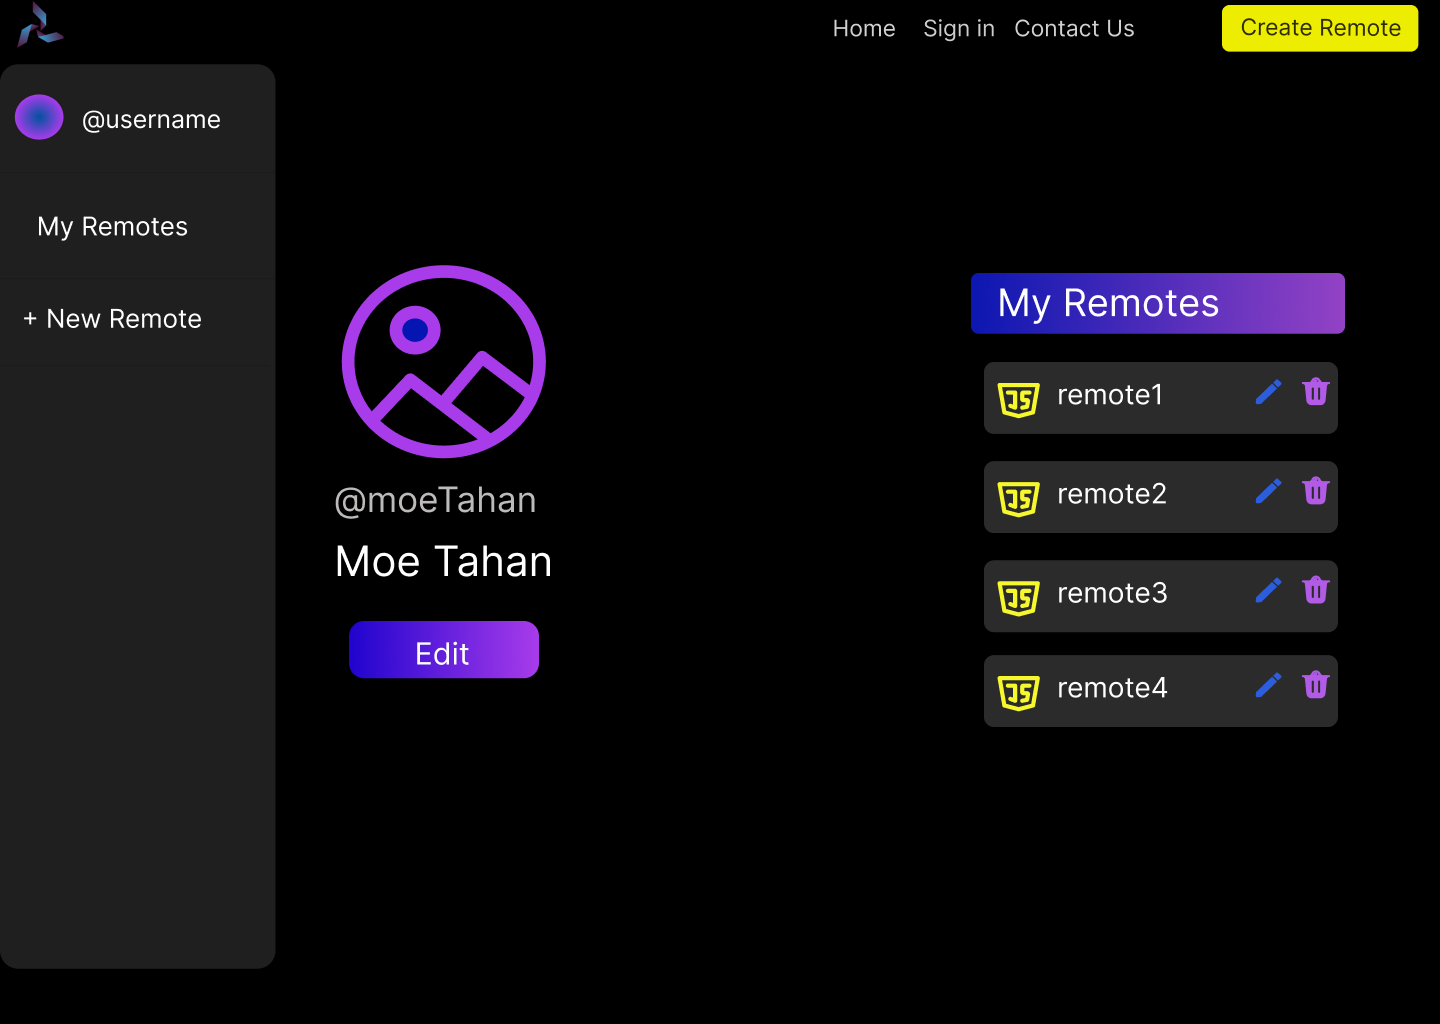 Home
Sign in
Contact Us
Create Remote
@username
My Remotes
+ New Remote
@moeTahan
Moe Tahan
Edit
My Remotes
JS remote1
JS remote2
JS remote3
JS remote4